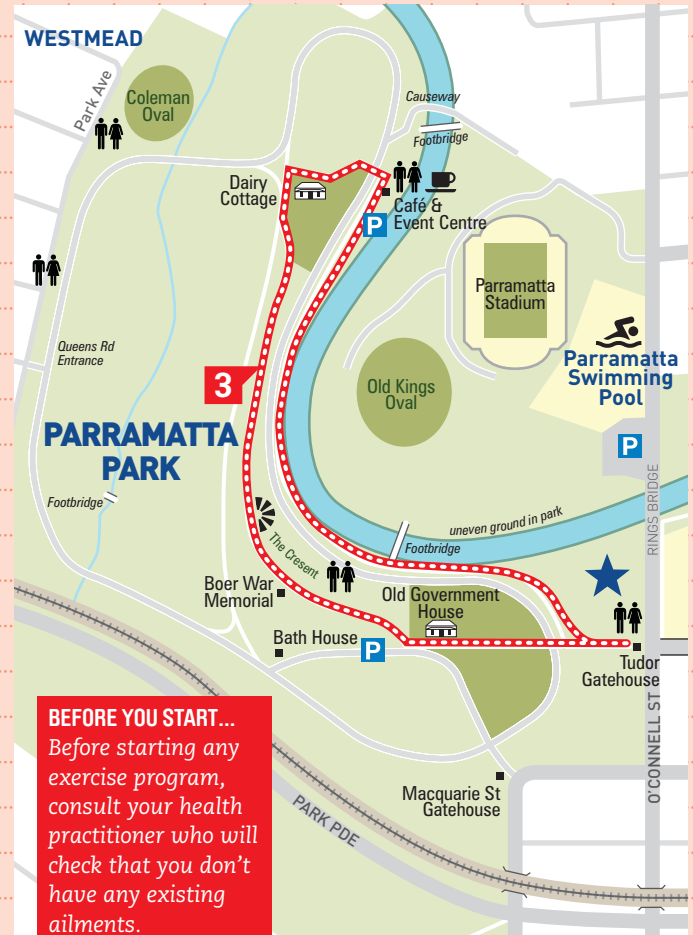 WESTMEAD
Park Ave
Coleman
Oval
Causeway
Footbridge
Dairy
Cottage
P
Café &
Event Centre
Parramatta
Stadium
Queens Rd
Entrance
3
Old Kings
Oval
Parramatta
Swimming
Pool
P
PARRAMATTA
PARK
RINGS BRIDGE
Footbridge
uneven ground in park
The Cresent
Footbridge
Boer War
Memorial
Old Government
House
Bath House
P
Tudor
Gatehouse
O'CONNELL ST
Macquarie St
Gatehouse
PARK PDE
BEFORE YOU START...
Before starting any
exercise program,
consult your health
practitioner who will
check that you don't
have any existing
ailments.